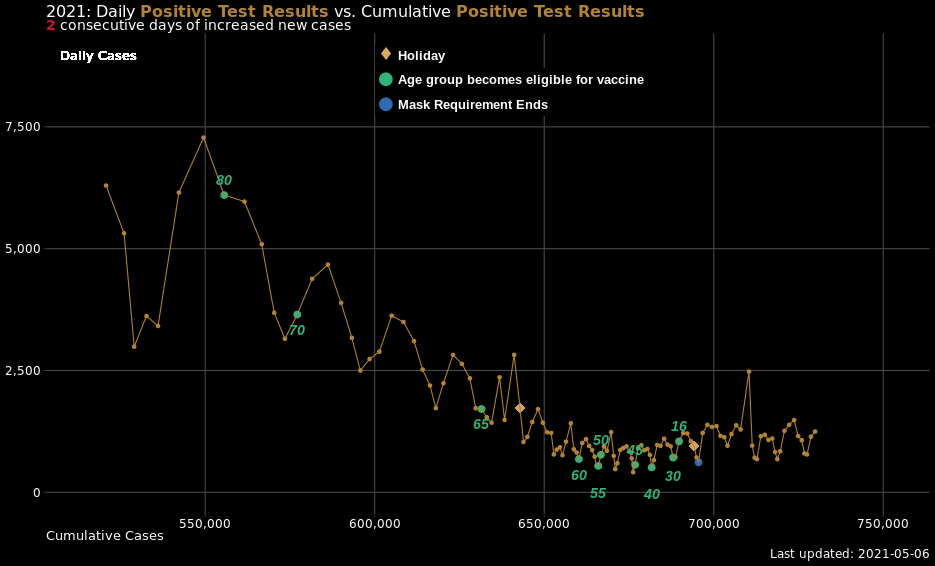 2021: Daily Positive Test Results vs. Cumulative Positive Test Results
2 consecutive days of increased new cases
Daily Cases
Holiday
Age group becomes eligible for vaccine
Mask Requirement Ends
7,500
80
5,000
70
2,500
65
16
50
45
60
30
55
40
0
550,000 600,000 650,000 700,000 750,000
Cumulative Cases
Last updated: 2021-05-06